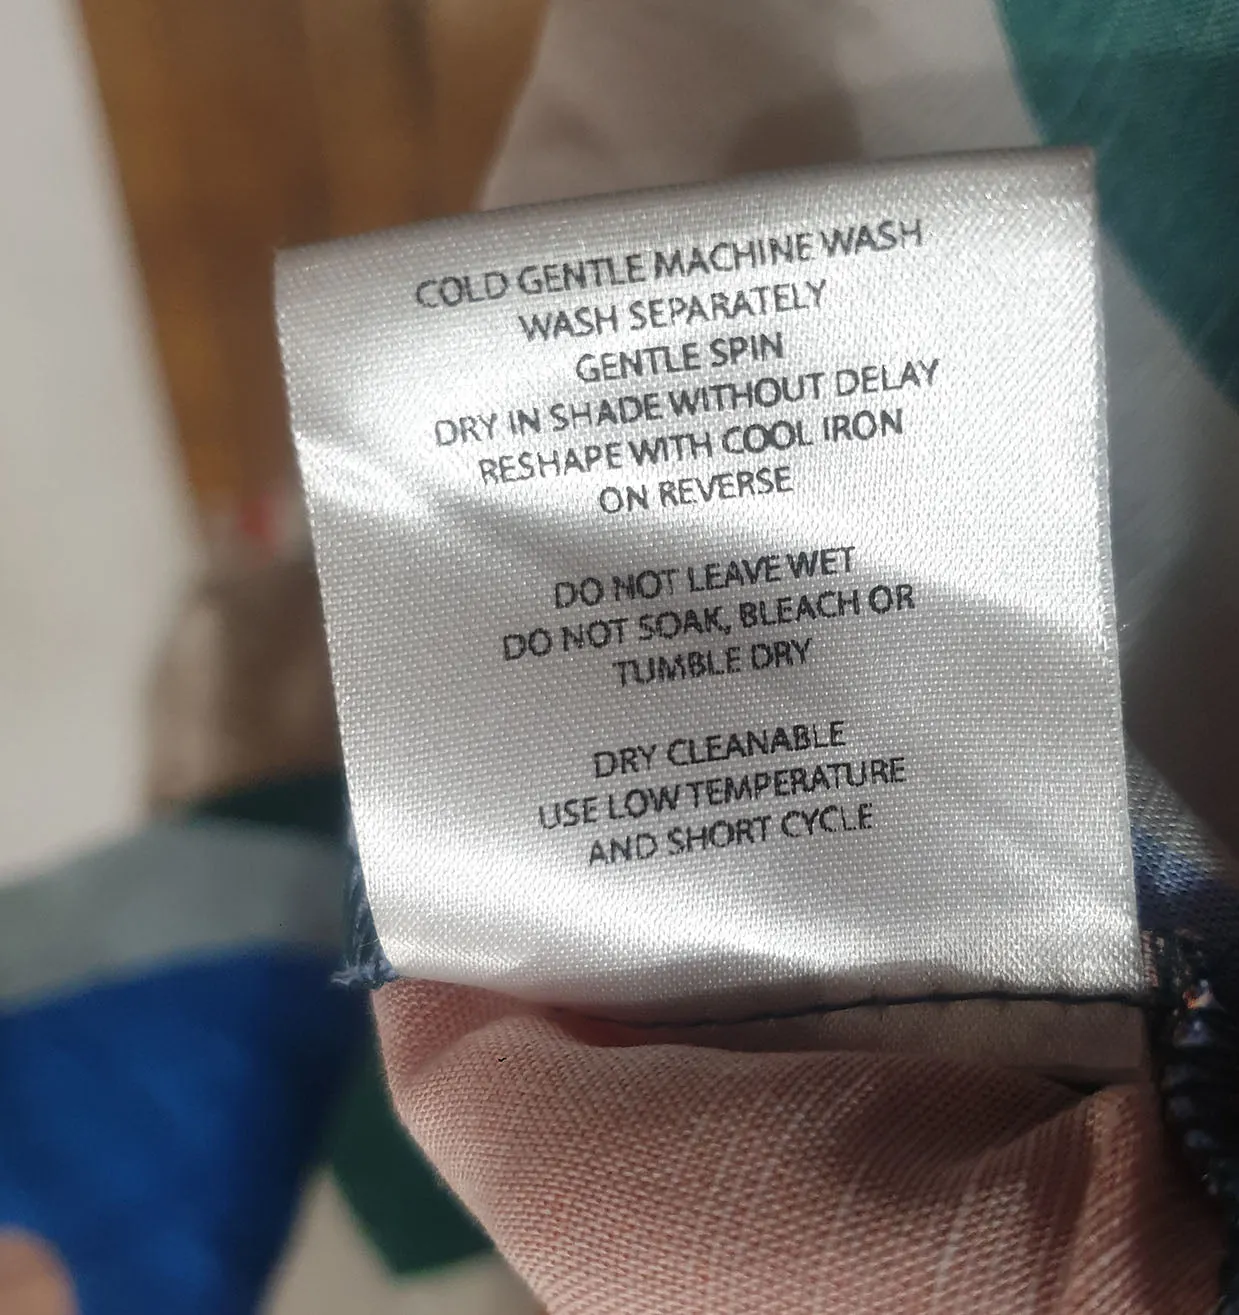 COLD GENTLE MACHINE WASH
WASH SEPARATELY
GENTLE SPIN
DRY IN SHADE WITHOUT DELAY
RESHAPE WITH COOL IRON
ON REVERSE
DO NOT LEAVE WET
DO NOT SOAK, BLEACH OR
TUMBLE DRY
DRY CLEANABLE
USE LOW TEMPERATURE
AND SHORT CYCLE